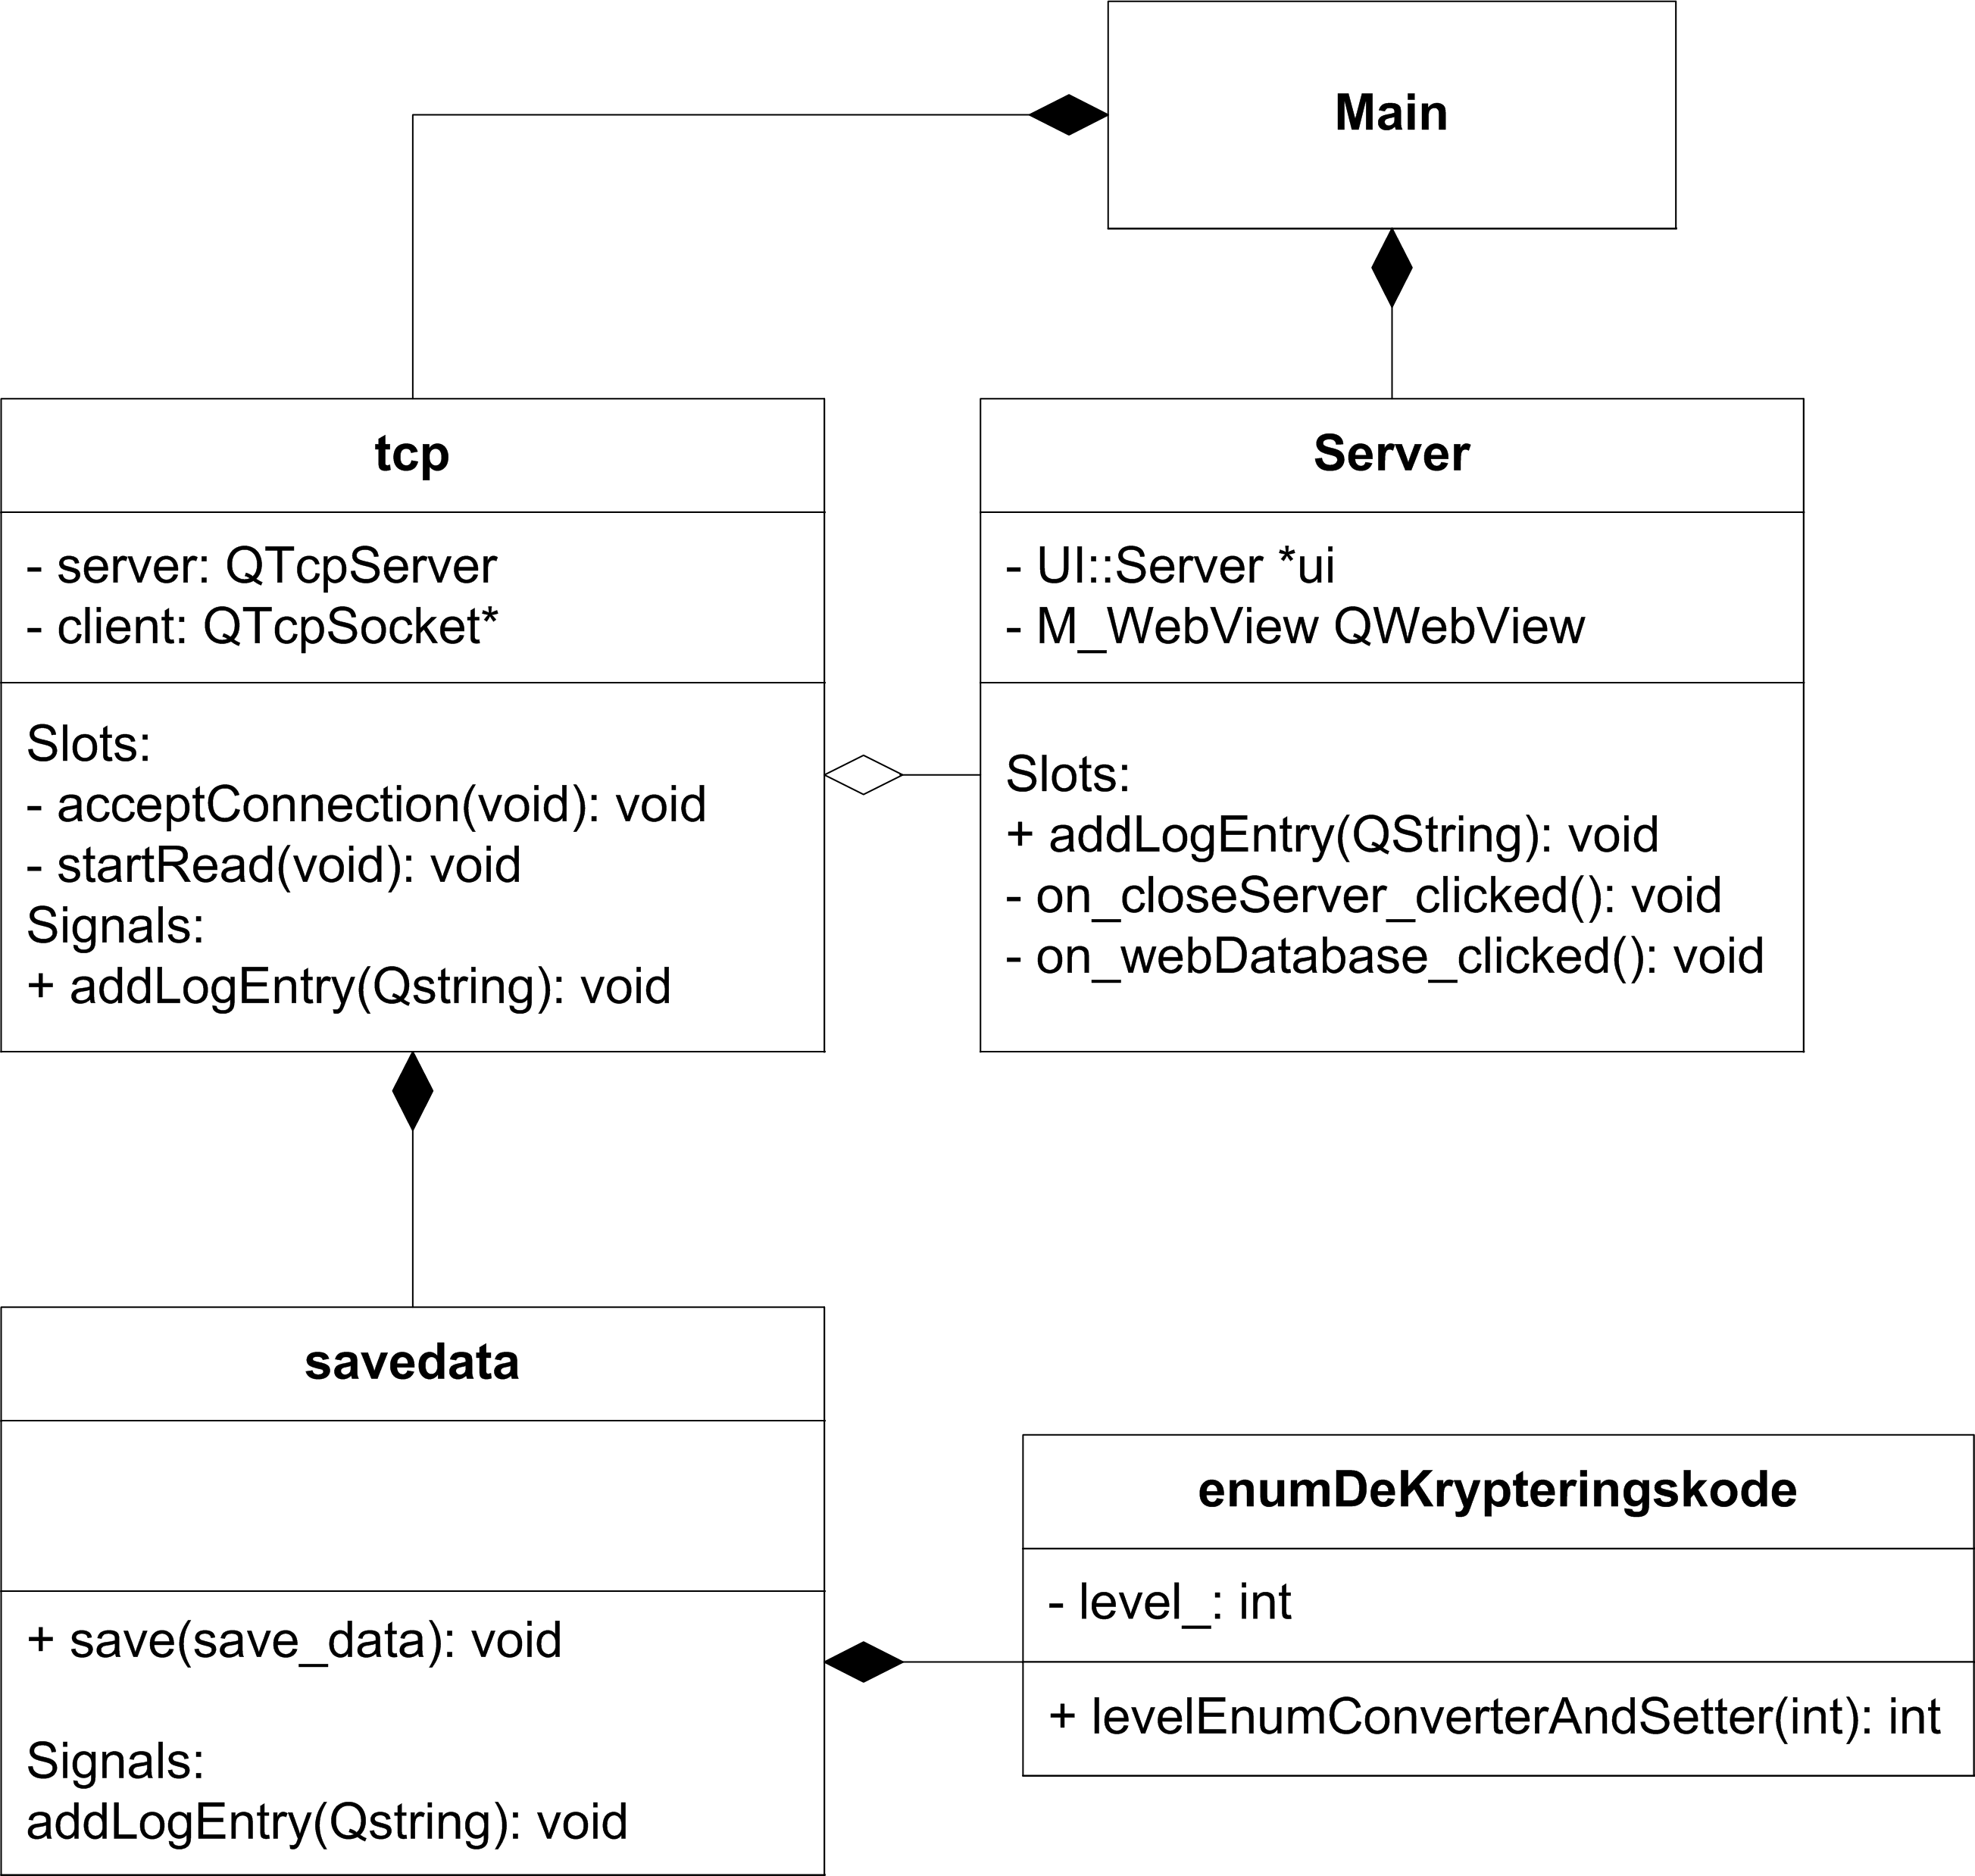 Main
tcp
- server: QTcpServer
- client: QTcpSocket*
Slots:
- acceptConnection(void): void
- startRead(void): void
Signals:
+ addLogEntry(Qstring): void
Server
- UI::Server *ui
- M_WebView QWebView
Slots:
+ addLogEntry(QString): void
- on_closeServer_clicked(): void
- on_webDatabase_clicked(): void
savedata
+ save(save_data): void
Signals:
addLogEntry(Qstring): void
enumDeKrypteringskode
- level_: int
+ levelEnumConverterAndSetter(int): int